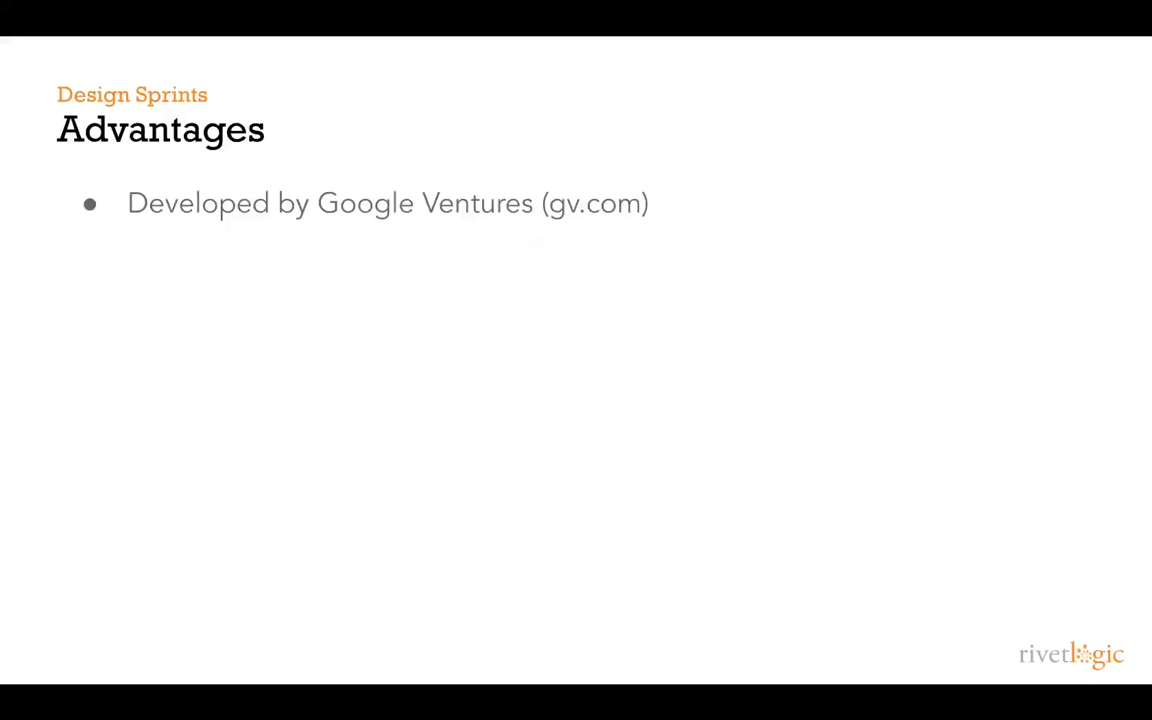 Design Sprints
Advantages
● Developed by Google Ventures (gv.com)
rivetlogic